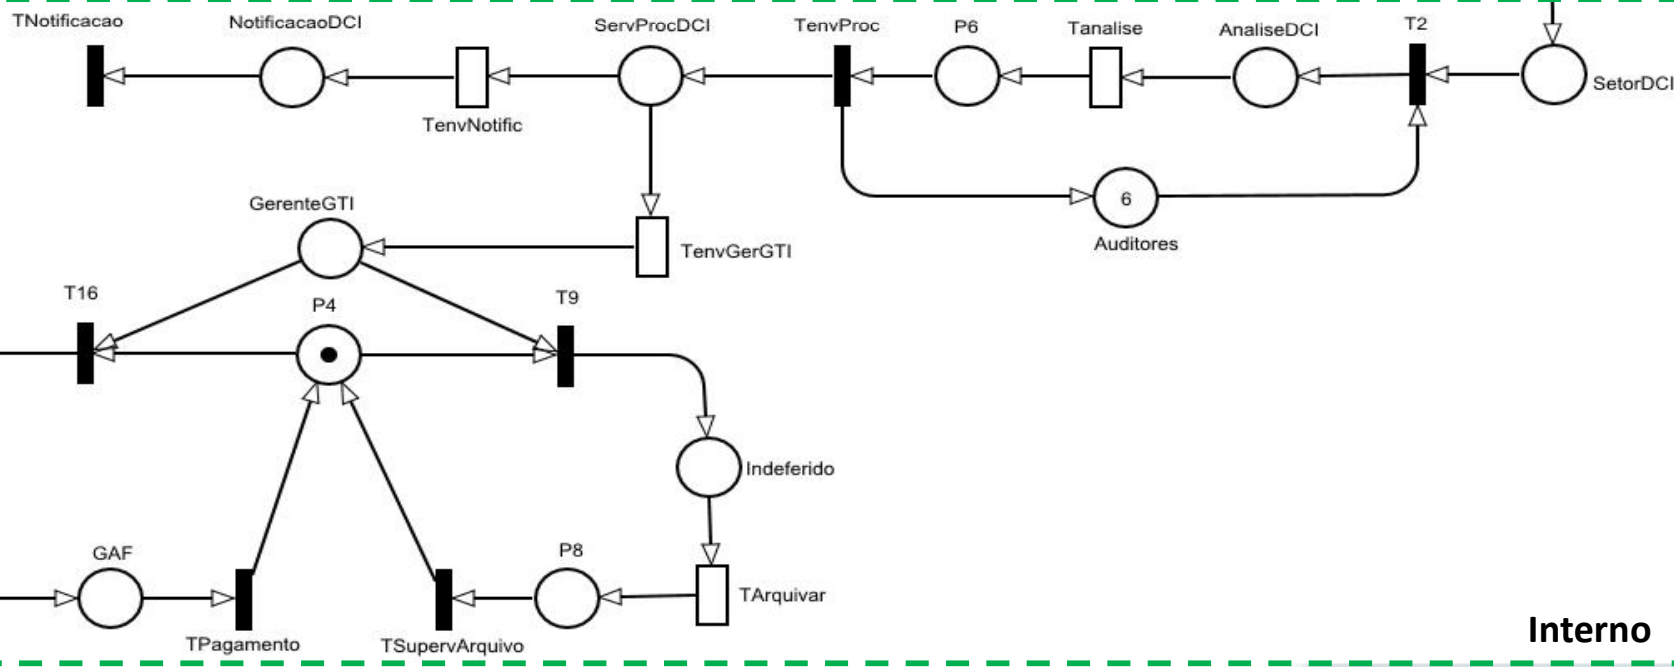 TNotificacao
NotificacaoDCI
ServProcDCI
TenvProc
P6
Tanalise
AnaliseDCI
T2
SetorDCI
TenvNotific
6
Auditores
GerenteGTI
TenvGerGTI
T16
P4
T9
Indeferido
GAF
P8
TArquivar
TPagamento
TSupervArquivo
Interno